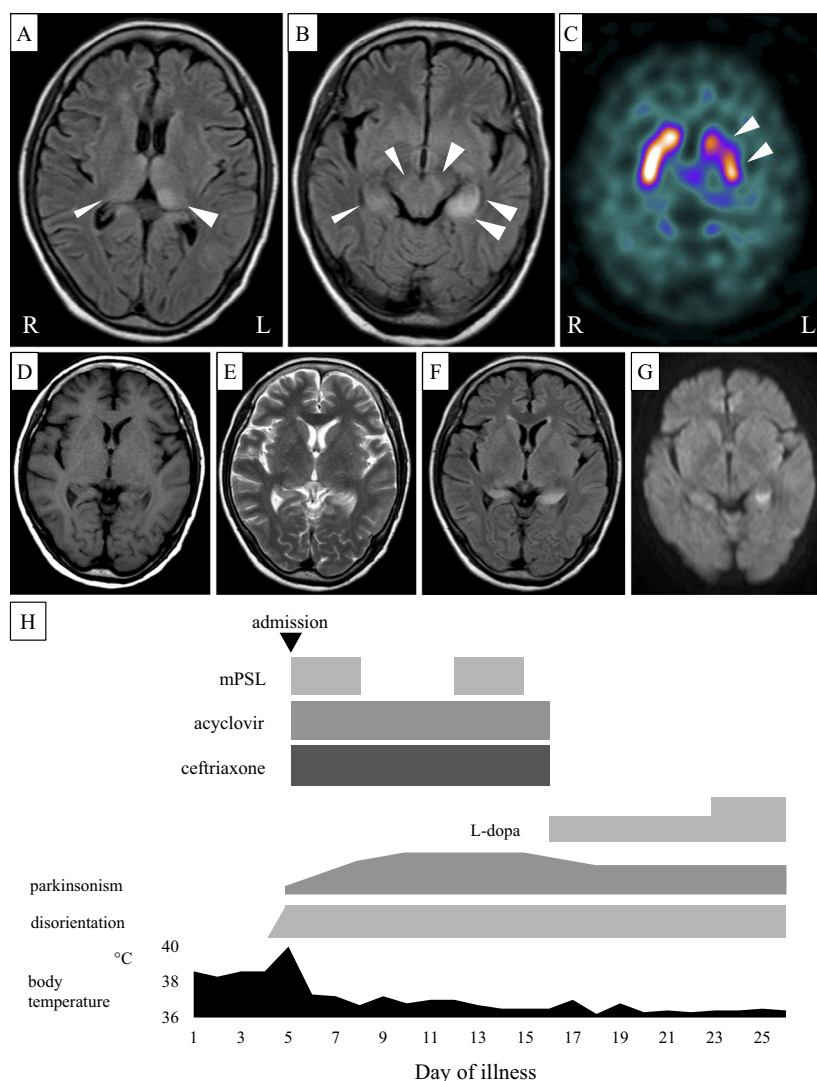 A
B
C
R
L
R
L
D
E
F
G
H
admission
mPSL
acyclovir
ceftriaxone
L-dopa
parkinsonism
disorientation
°C
40
38
36
body
temperature
1 3 5 7 9 11 13 15 17 19 21 23 25
Day of illness